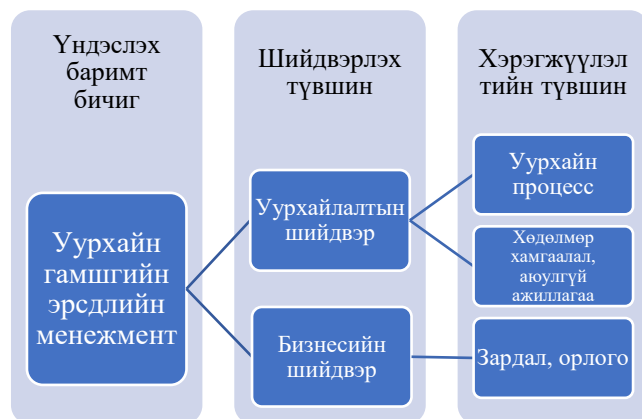 Үндэслэх
баримт
бичиг
Шийдвэрлэх
түвшин
Хэрэгжүүлэл
тийн түвшин
Уурхайн
гамшгийн
эрсдлийн
менежмент
Уурхайлалтын
шийдвэр
Бизнесийн
шийдвэр
Уурхайн
процесс
Хөдөлмөр
хамгаалал,
аюулгүй
ажиллагаа
Зардал, орлого